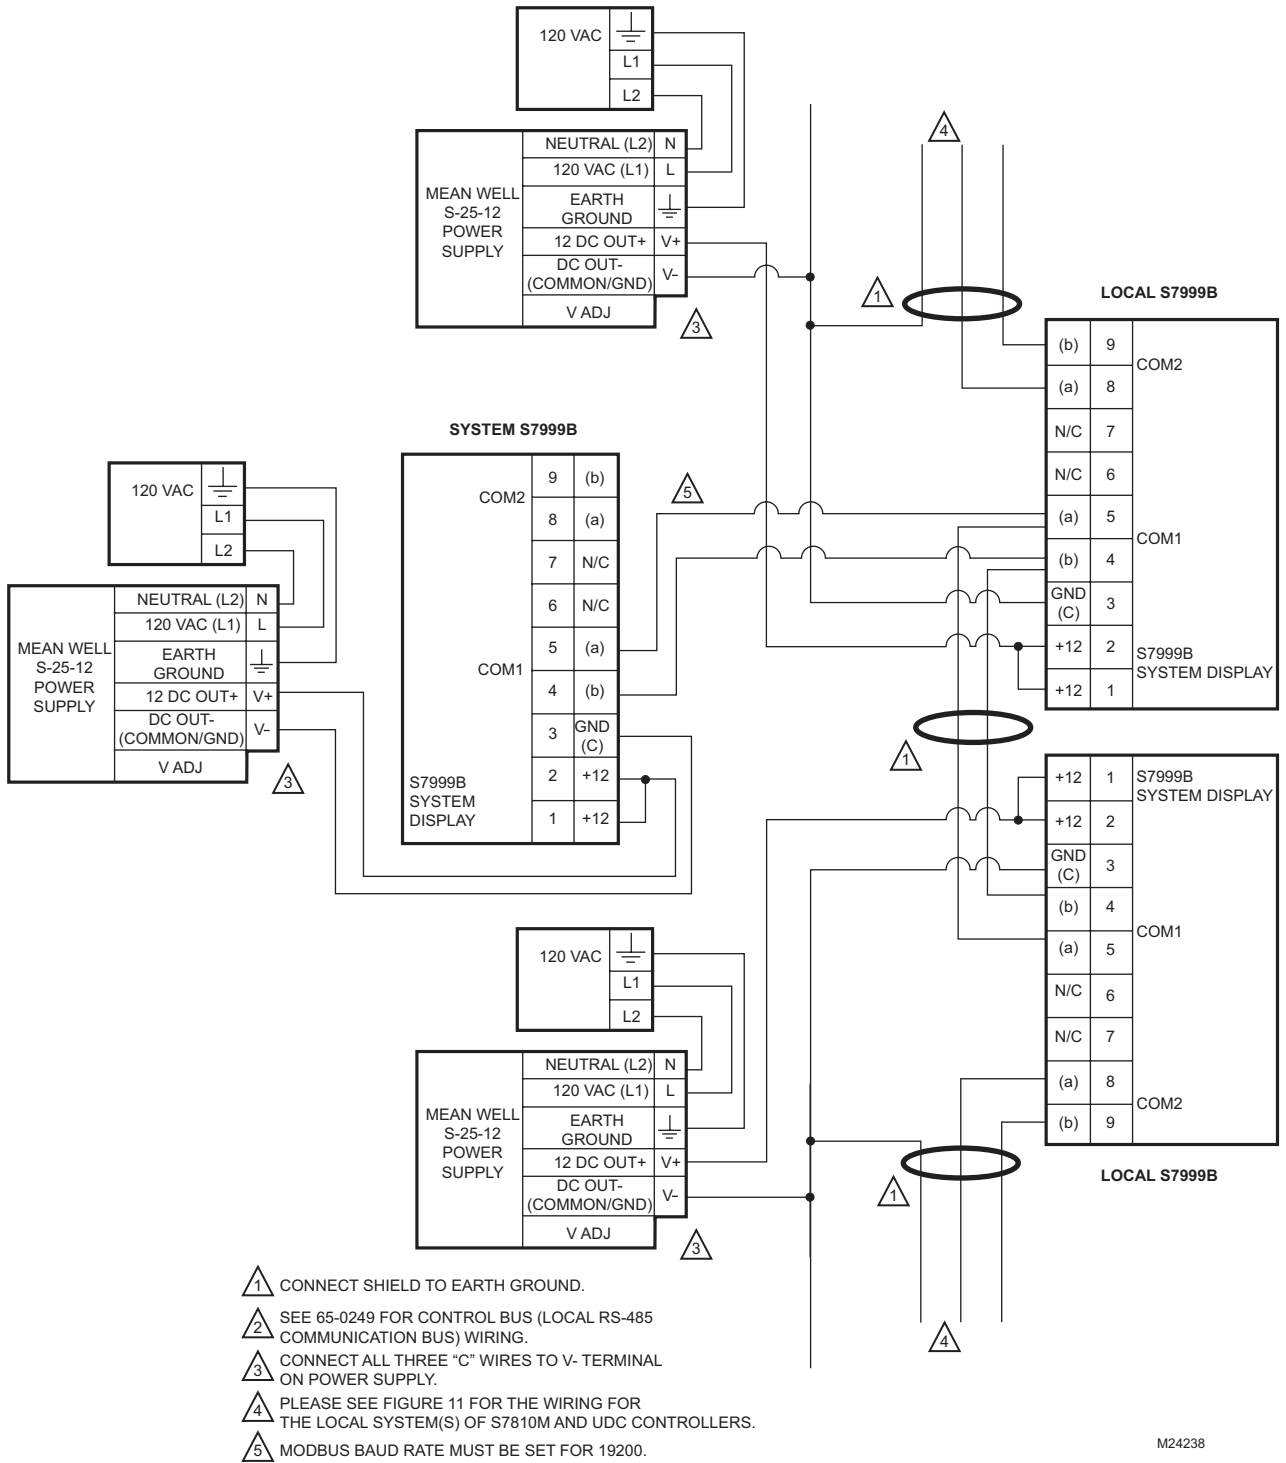 120 VAC
L1
L2
NEUTRAL (L2) N
120 VAC (L1) L
MEAN WELL
S-25-12
POWER
SUPPLY
EARTH
GROUND
12 DC OUT+ V+
DC OUT-
(COMMON/GND) V-
V ADJ
3
4
1
LOCAL S7999B
(b) 9
COM2
(a) 8
N/C 7
N/C 6
(a) 5
COM1
(b) 4
GND
(C) 3
+12 2
S7999B
SYSTEM DISPLAY
+12 1
SYSTEM S7999B
9 (b)
COM2
8 (a)
7 N/C
6 N/C
5 (a)
COM1
4 (b)
3 GND
(C)
2 +12
S7999B
SYSTEM
DISPLAY
1 +12
5
120 VAC
L1
L2
NEUTRAL (L2) N
120 VAC (L1) L
MEAN WELL
S-25-12
POWER
SUPPLY
EARTH
GROUND
12 DC OUT+ V+
DC OUT-
(COMMON/GND) V-
V ADJ
3
1
+12 1
S7999B
SYSTEM DISPLAY
+12 2
GND
(C) 3
(b) 4
COM1
(a) 5
N/C 6
N/C 7
(a) 8
COM2
(b) 9
LOCAL S7999B
120 VAC
L1
L2
NEUTRAL (L2) N
120 VAC (L1) L
MEAN WELL
S-25-12
POWER
SUPPLY
EARTH
GROUND
12 DC OUT+ V+
DC OUT-
(COMMON/GND) V-
V ADJ
3
1
4
1 CONNECT SHIELD TO EARTH GROUND.
2 SEE 65-0249 FOR CONTROL BUS (LOCAL RS-485
COMMUNICATION BUS) WIRING.
3 CONNECT ALL THREE “C” WIRES TO V- TERMINAL
ON POWER SUPPLY.
4 PLEASE SEE FIGURE 11 FOR THE WIRING FOR
THE LOCAL SYSTEM(S) OF S7810M AND UDC CONTROLLERS.
5 MODBUS BAUD RATE MUST BE SET FOR 19200.
M24238